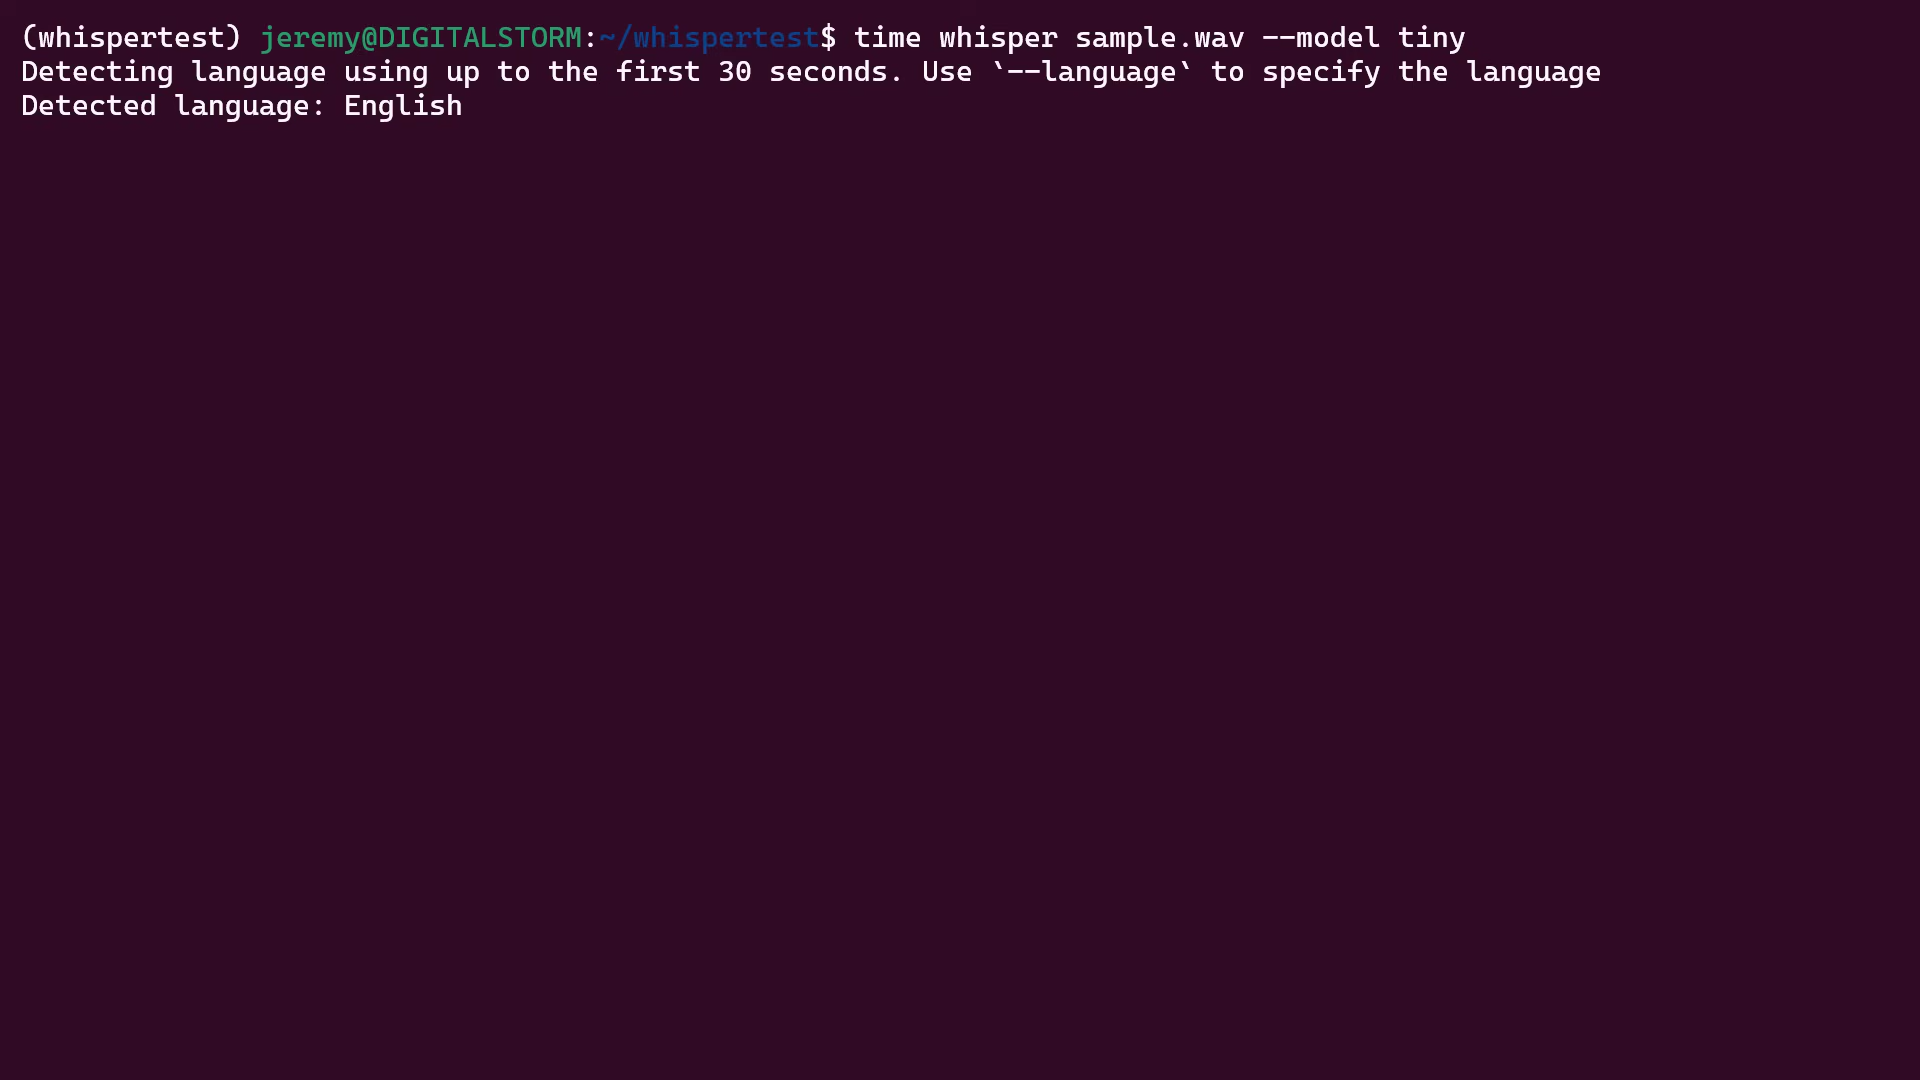 (whispertest) jeremy@DIGITALSTORM:~/whispertest$ time whisper sample.wav --model tiny
Detecting language using up to the first 30 seconds. Use `--language` to specify the language
Detected language: English